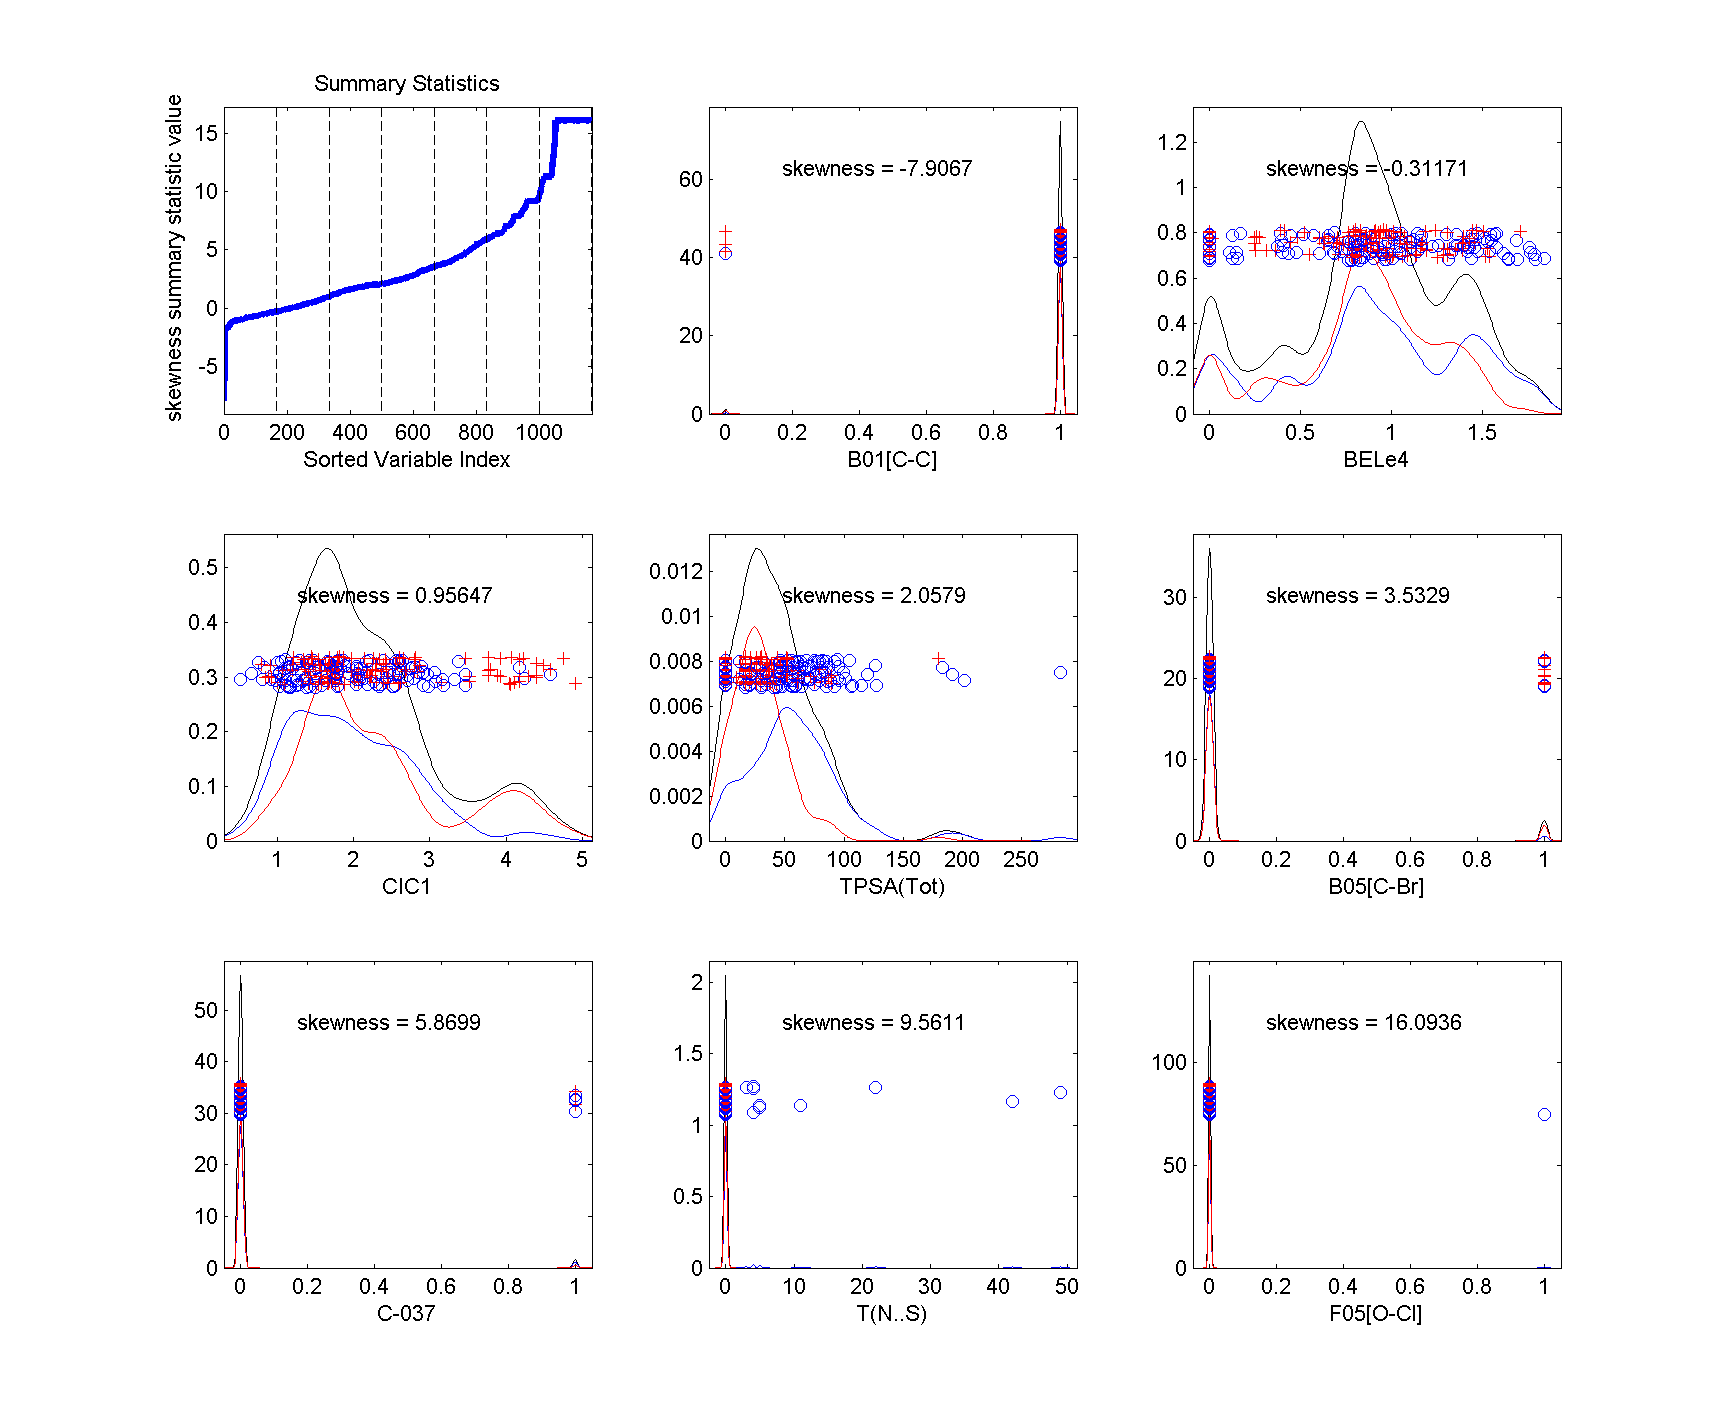 Summary Statistics
skewness summary statistic value
15
10
5
0
-5
0 200 400 600 800 1000
Sorted Variable Index
skewness = -7.9067
60
40
20
0
0 0.2 0.4 0.6 0.8 1
B01[C-C]
skewness = -0.31171
1.2
1
0.8
0.6
0.4
0.2
0
0 0.5 1 1.5
BELe4
skewness = 0.95647
0.5
0.4
0.3
0.2
0.1
0
1 2 3 4 5
CIC1
skewness = 2.0579
0.012
0.01
0.008
0.006
0.004
0.002
0
0 50 100 150 200 250
TPSA(Tot)
skewness = 3.5329
30
20
10
0
0 0.2 0.4 0.6 0.8 1
B05[C-Br]
skewness = 5.8699
50
40
30
20
10
0
0 0.2 0.4 0.6 0.8 1
C-037
skewness = 9.5611
2
1.5
1
0.5
0
0 10 20 30 40 50
T(N..S)
skewness = 16.0936
100
50
0
0 0.2 0.4 0.6 0.8 1
F05[O-Cl]